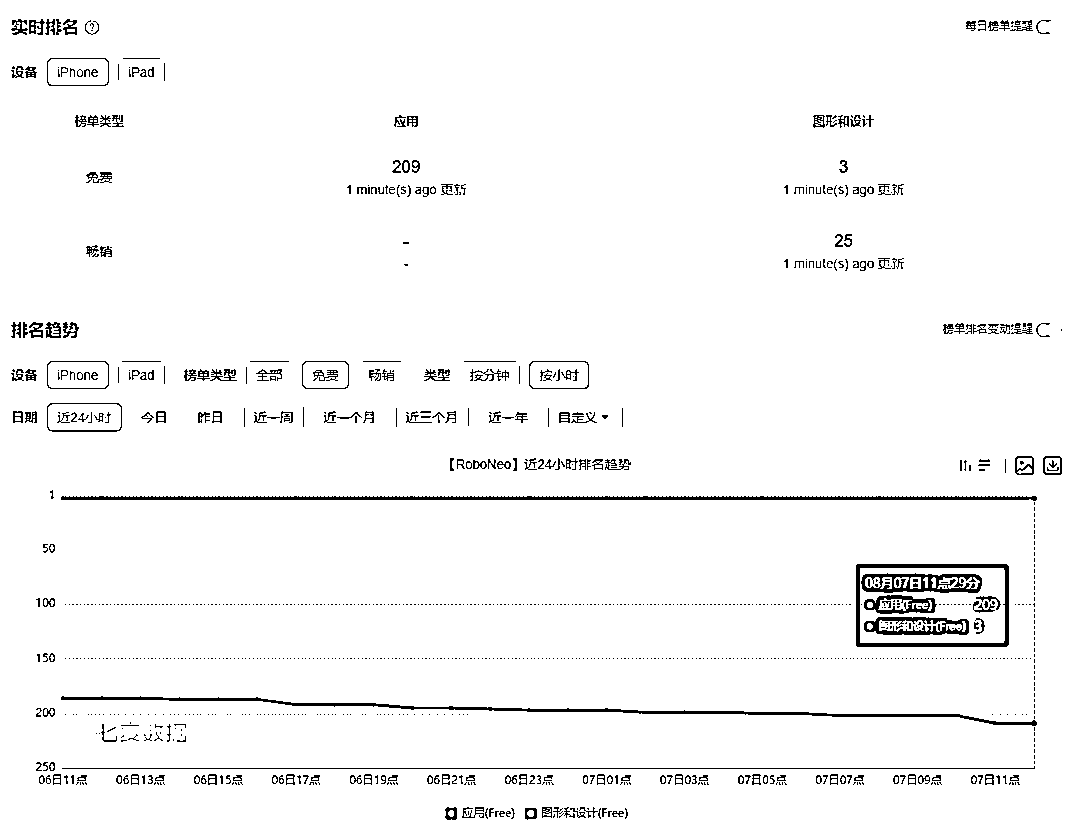 实时排名
每日榜单提醒
设备 iPhone iPad
榜单类型 应用 图形和设计
免费 209 3
1 minute(s) ago 更新 1 minute(s) ago 更新
畅销 - 25
- 1 minute(s) ago 更新
排名趋势
榜单排名变动提醒
设备 iPhone iPad 榜单类型 全部 免费 畅销 类型 按分钟 按小时
日期 近24小时 今日 昨日 近一周 近一个月 近三个月 近一年 自定义
【RoboNeo】近24小时排名趋势
1
50
100
150
200
250
08月07日11点29分
应用(Free) 209
图形和设计(Free) 3
七麦数据
06日11点 06日13点 06日15点 06日17点 06日19点 06日21点 06日23点 07日01点 07日03点 07日05点 07日07点 07日09点 07日11点
应用(Free) 图形和设计(Free)